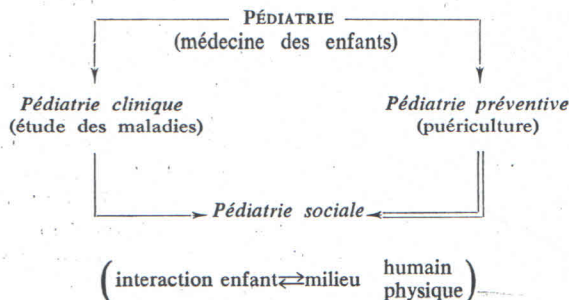 PÉDIATRIE
(médecine des enfants)
Pédiatrie clinique
(étude des maladies)
Pédiatrie préventive
(puériculture)
Pédiatrie sociale
(interaction enfant⇄milieu humain
physique)